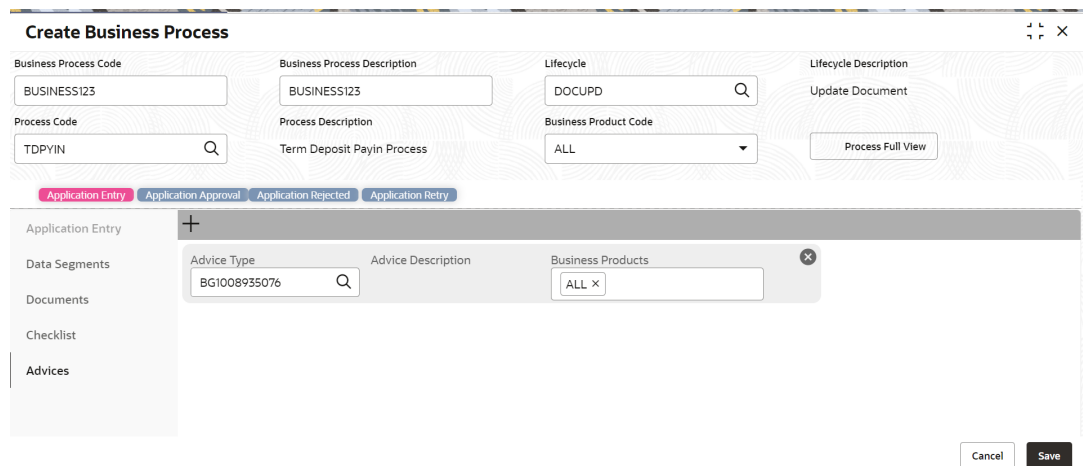 Create Business Process
Business Process Code Business Process Description Lifecycle Lifecycle Description
BUSINESS123 BUSINESS123 DOCUPD Update Document
Process Code Process Description Business Product Code
TDPYIN Term Deposit Payin Process ALL Process Full View
Application Entry Application Approval Application Rejected Application Retry
Application Entry
Data Segments
Documents
Checklist
Advices
Advice Type Advice Description Business Products
BG1008935076 ALL ×
Cancel Save